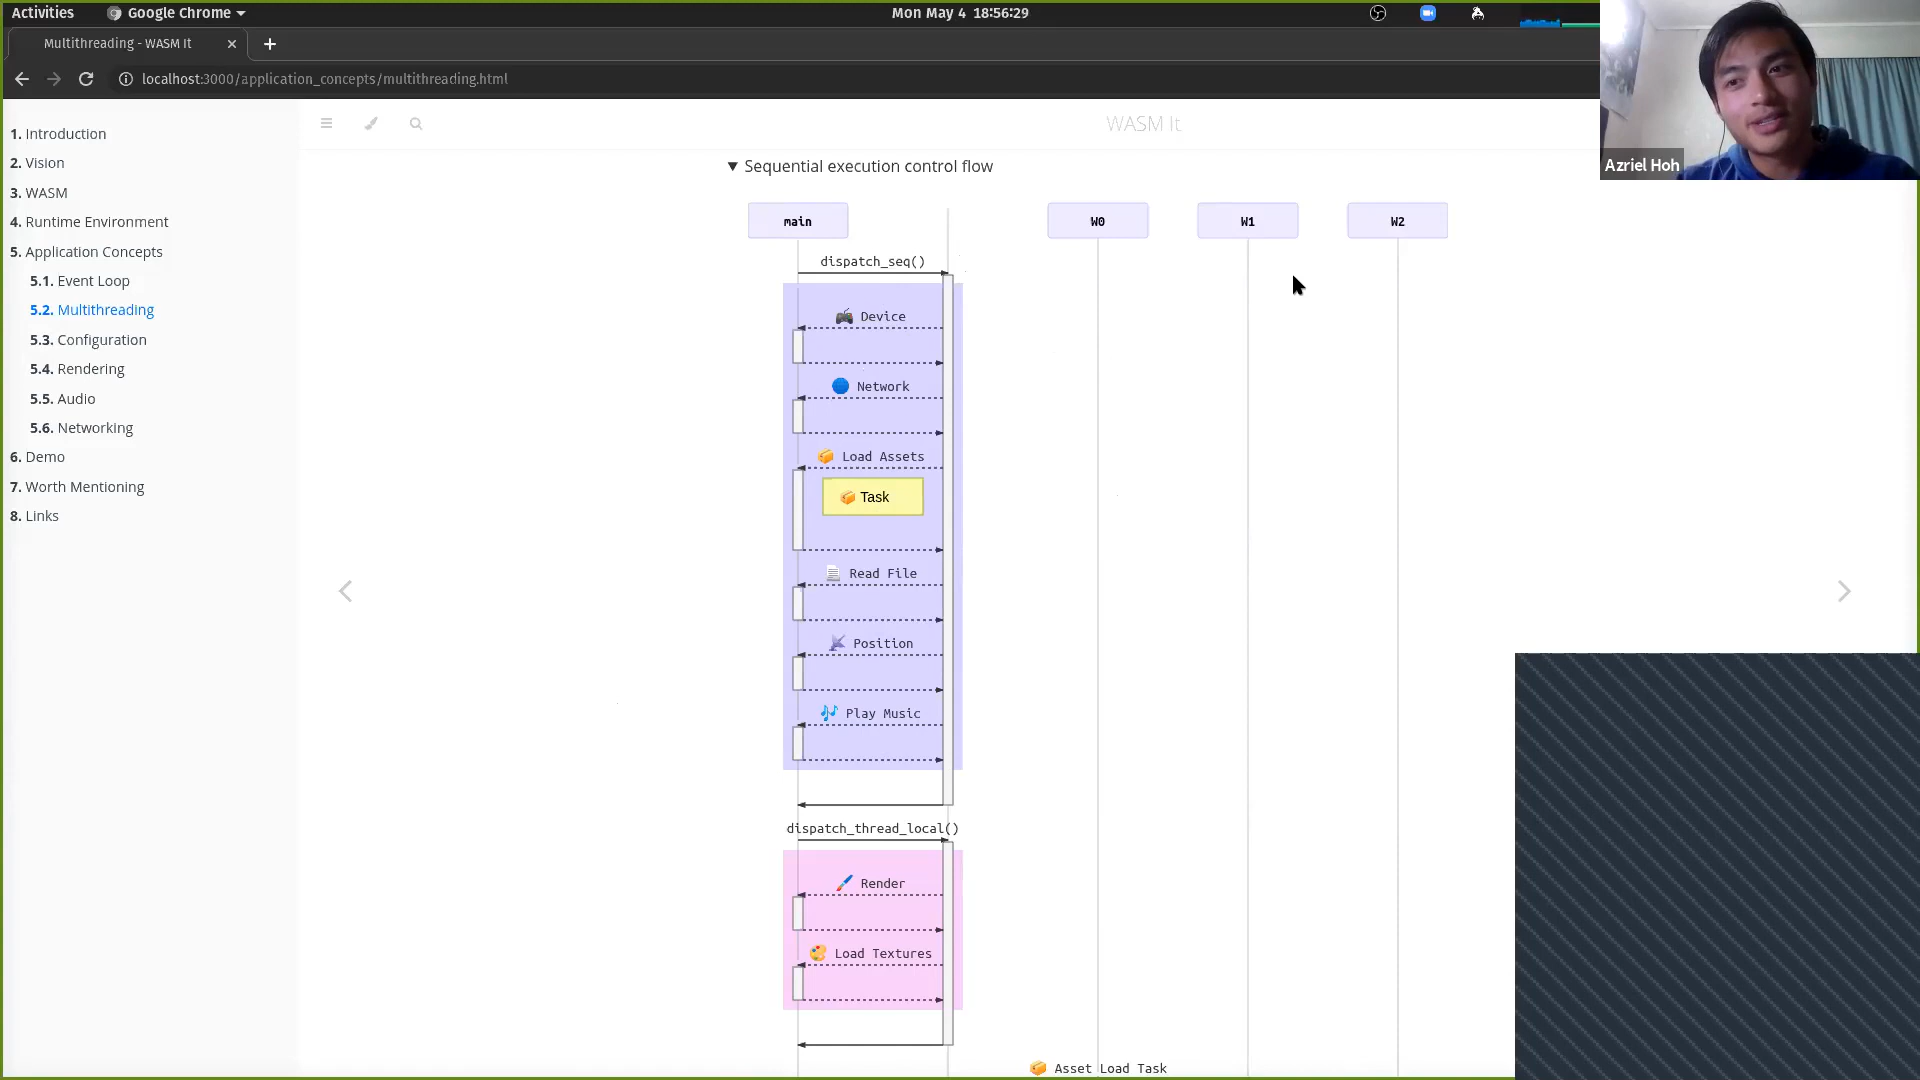 Activities
Google Chrome
Mon May 4 18:56:29
Multithreading - WASM It
localhost:3000/application_concepts/multithreading.html
Azriel Hoh
1. Introduction
2. Vision
3. WASM
4. Runtime Environment
5. Application Concepts
5.1. Event Loop
5.2. Multithreading
5.3. Configuration
5.4. Rendering
5.5. Audio
5.6. Networking
6. Demo
7. Worth Mentioning
8. Links
WASM It
Sequential execution control flow
main
W0
W1
W2
dispatch_seq()
🎮 Device
🔵 Network
📦 Load Assets
📦 Task
📄 Read File
Position
🎶 Play Music
dispatch_thread_local()
🖌️ Render
🎨 Load Textures
📦 Asset Load Task